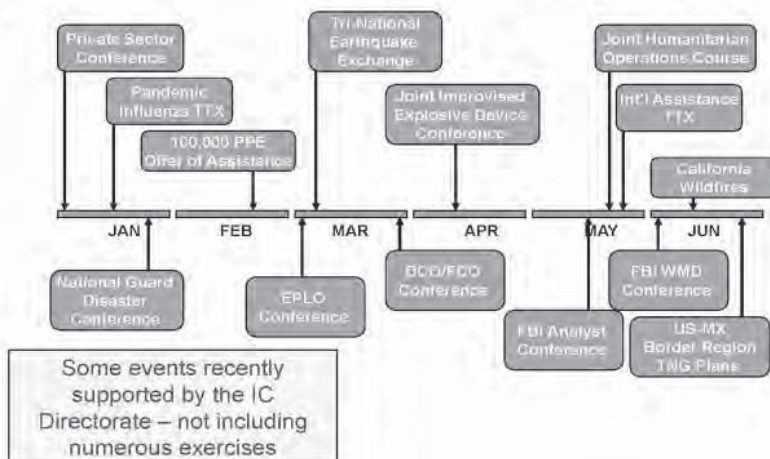 Private Sector
Conference
Pandemic
Influenza TTX
100,000 PPE
Offer of Assistance
Tri-National
Earthquake
Exchange
Joint Improvised
Explosive Device
Conference
Joint Humanitarian
Operations Course
Int'l Assistance
TTX
California
Wildfires
JAN
FEB
MAR
APR
MAY
JUN
National Guard
Disaster
Conference
EPLO
Conference
DCO/FCO
Conference
FBI Analyst
Conference
FBI WMD
Conference
US-MX
Border Region
TNG Plans
Some events recently
supported by the IC
Directorate – not including
numerous exercises